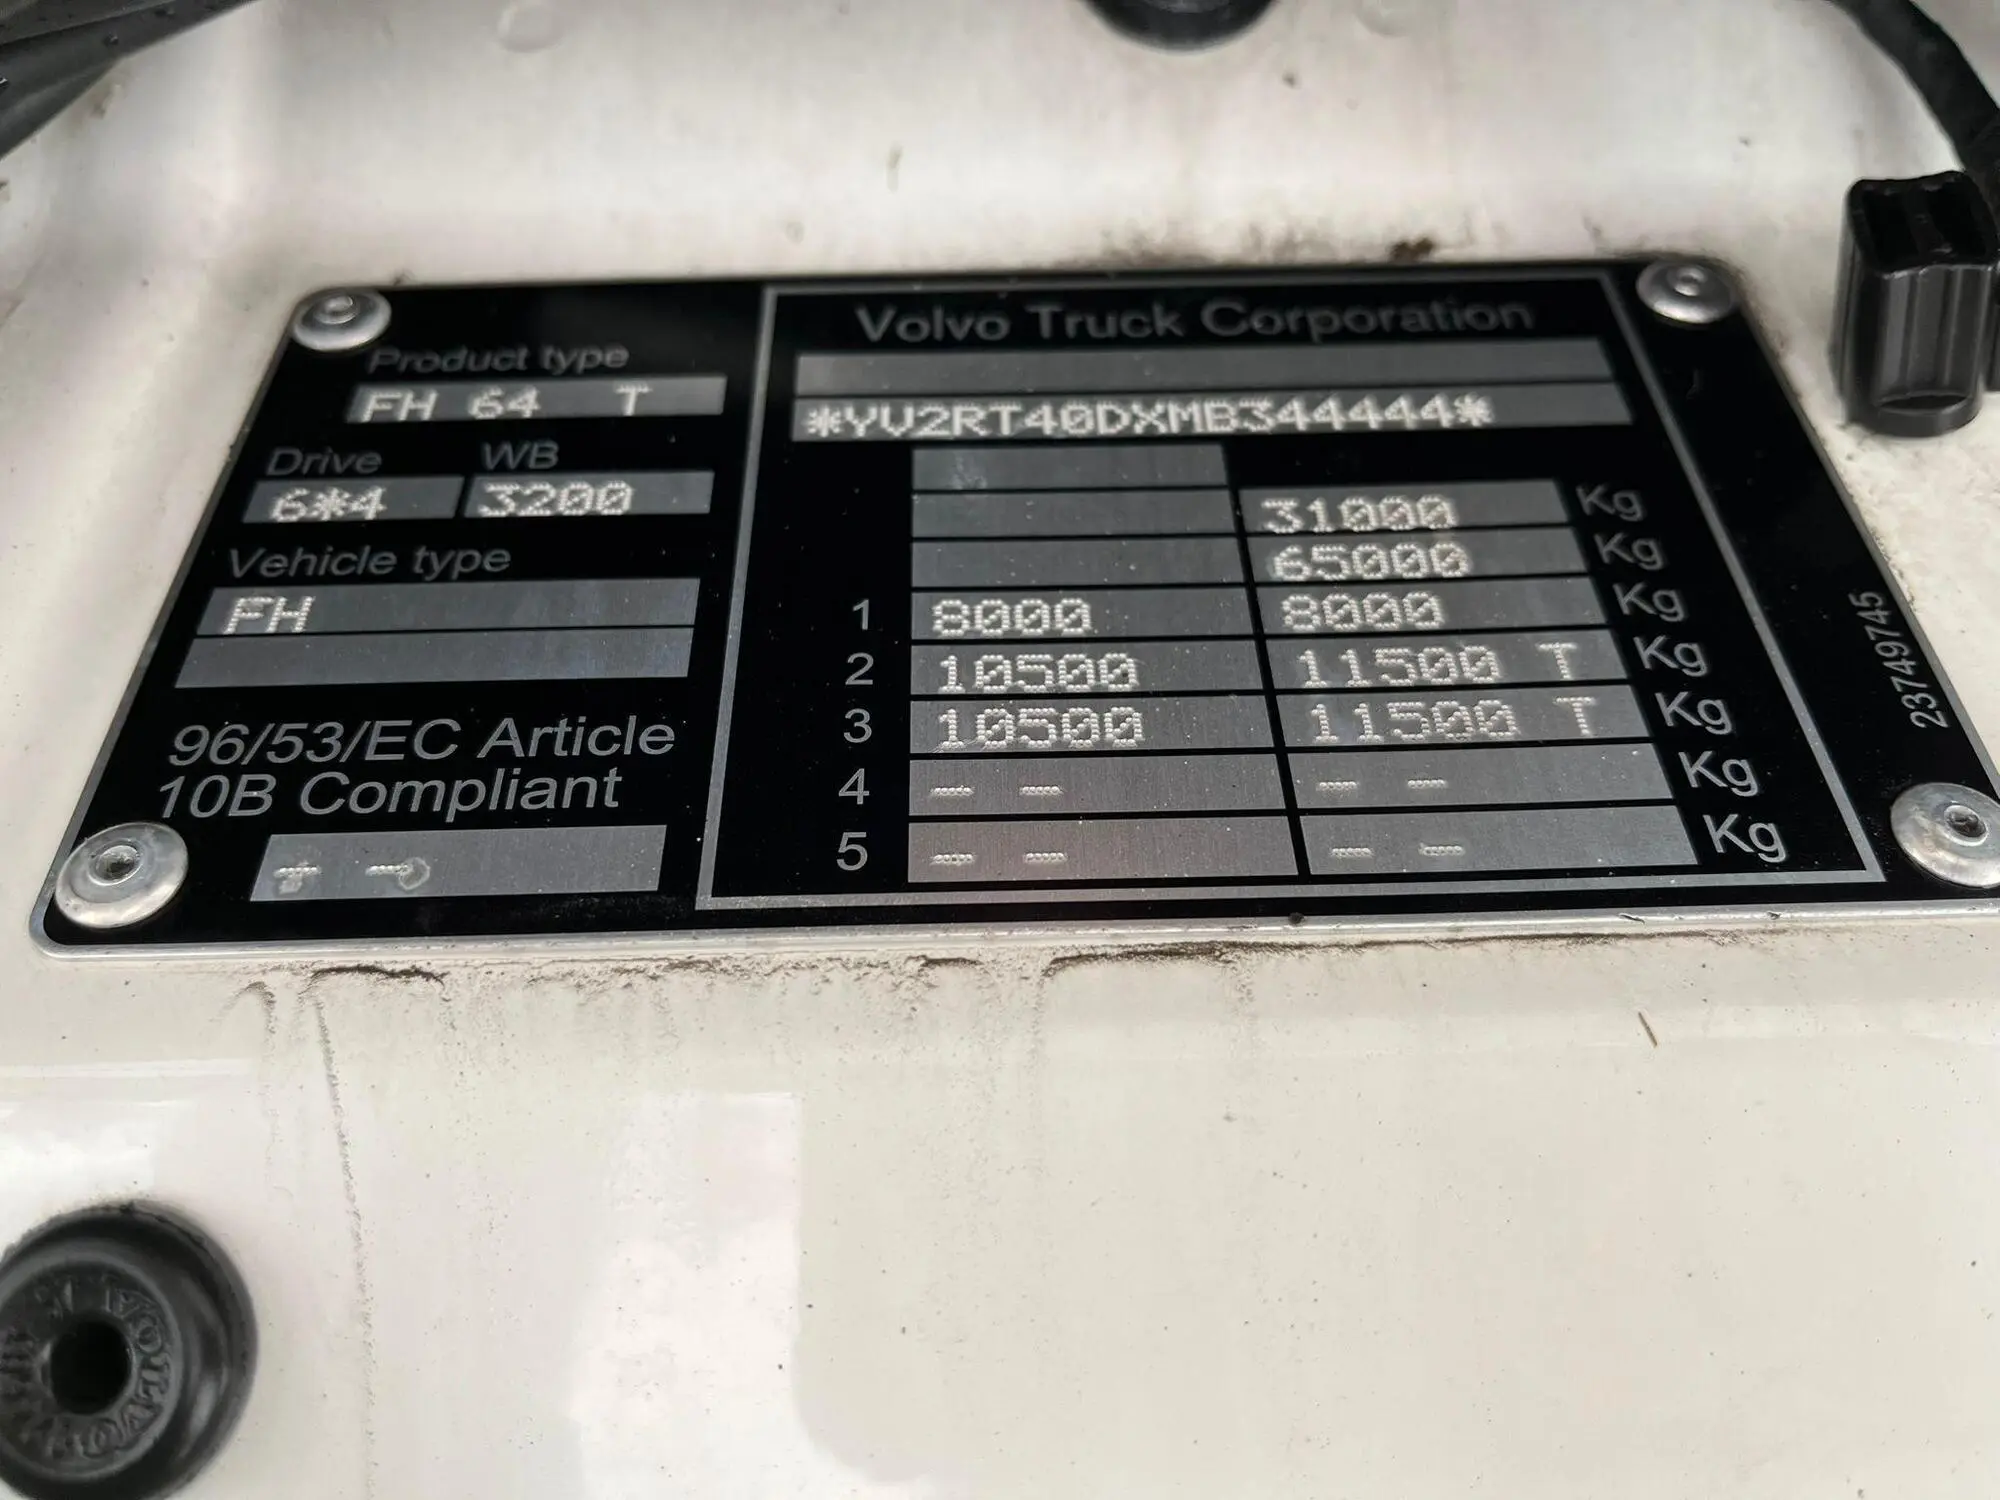 Product type
FH 64 T
Drive WB
6*4 3200
Vehicle type
FH
96/53/EC Article
10B Compliant
-- --
Volvo Truck Corporation
*YV2RT40DXMB344444*
31000 Kg
65000 Kg
1 8000 8000 Kg
2 10500 11500 T Kg
3 10500 11500 T Kg
4 -- -- -- -- Kg
5 -- -- -- -- Kg
23749745
VOLVO